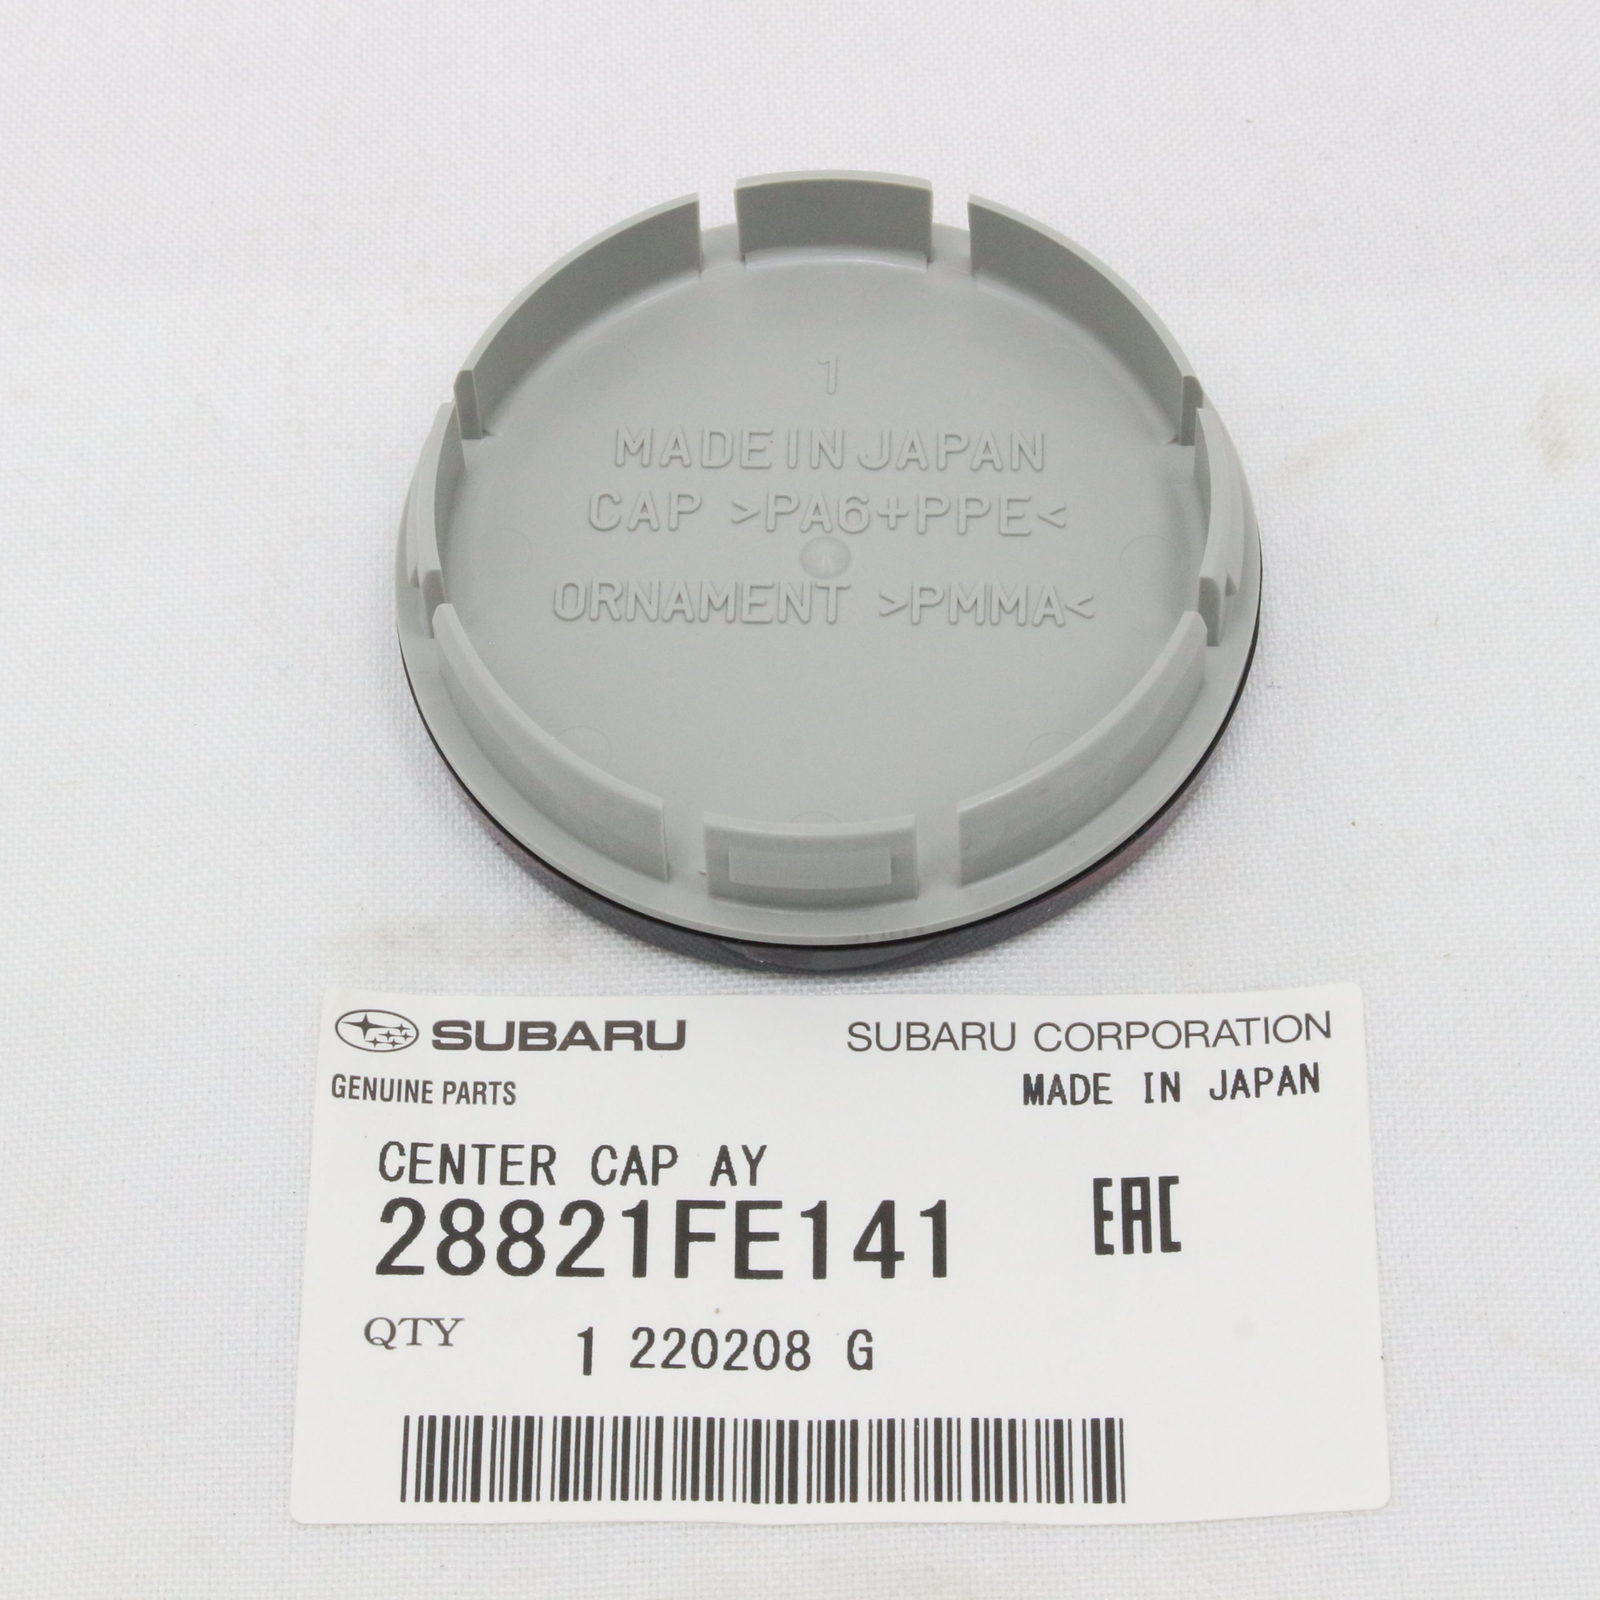 1
MADE IN JAPAN
CAP >PA6+PPE<
ORNAMENT >PMMA<
SUBARU
SUBARU CORPORATION
GENUINE PARTS
MADE IN JAPAN
CENTER CAP AY
28821FE141
EAC
QTY 1 220208 G